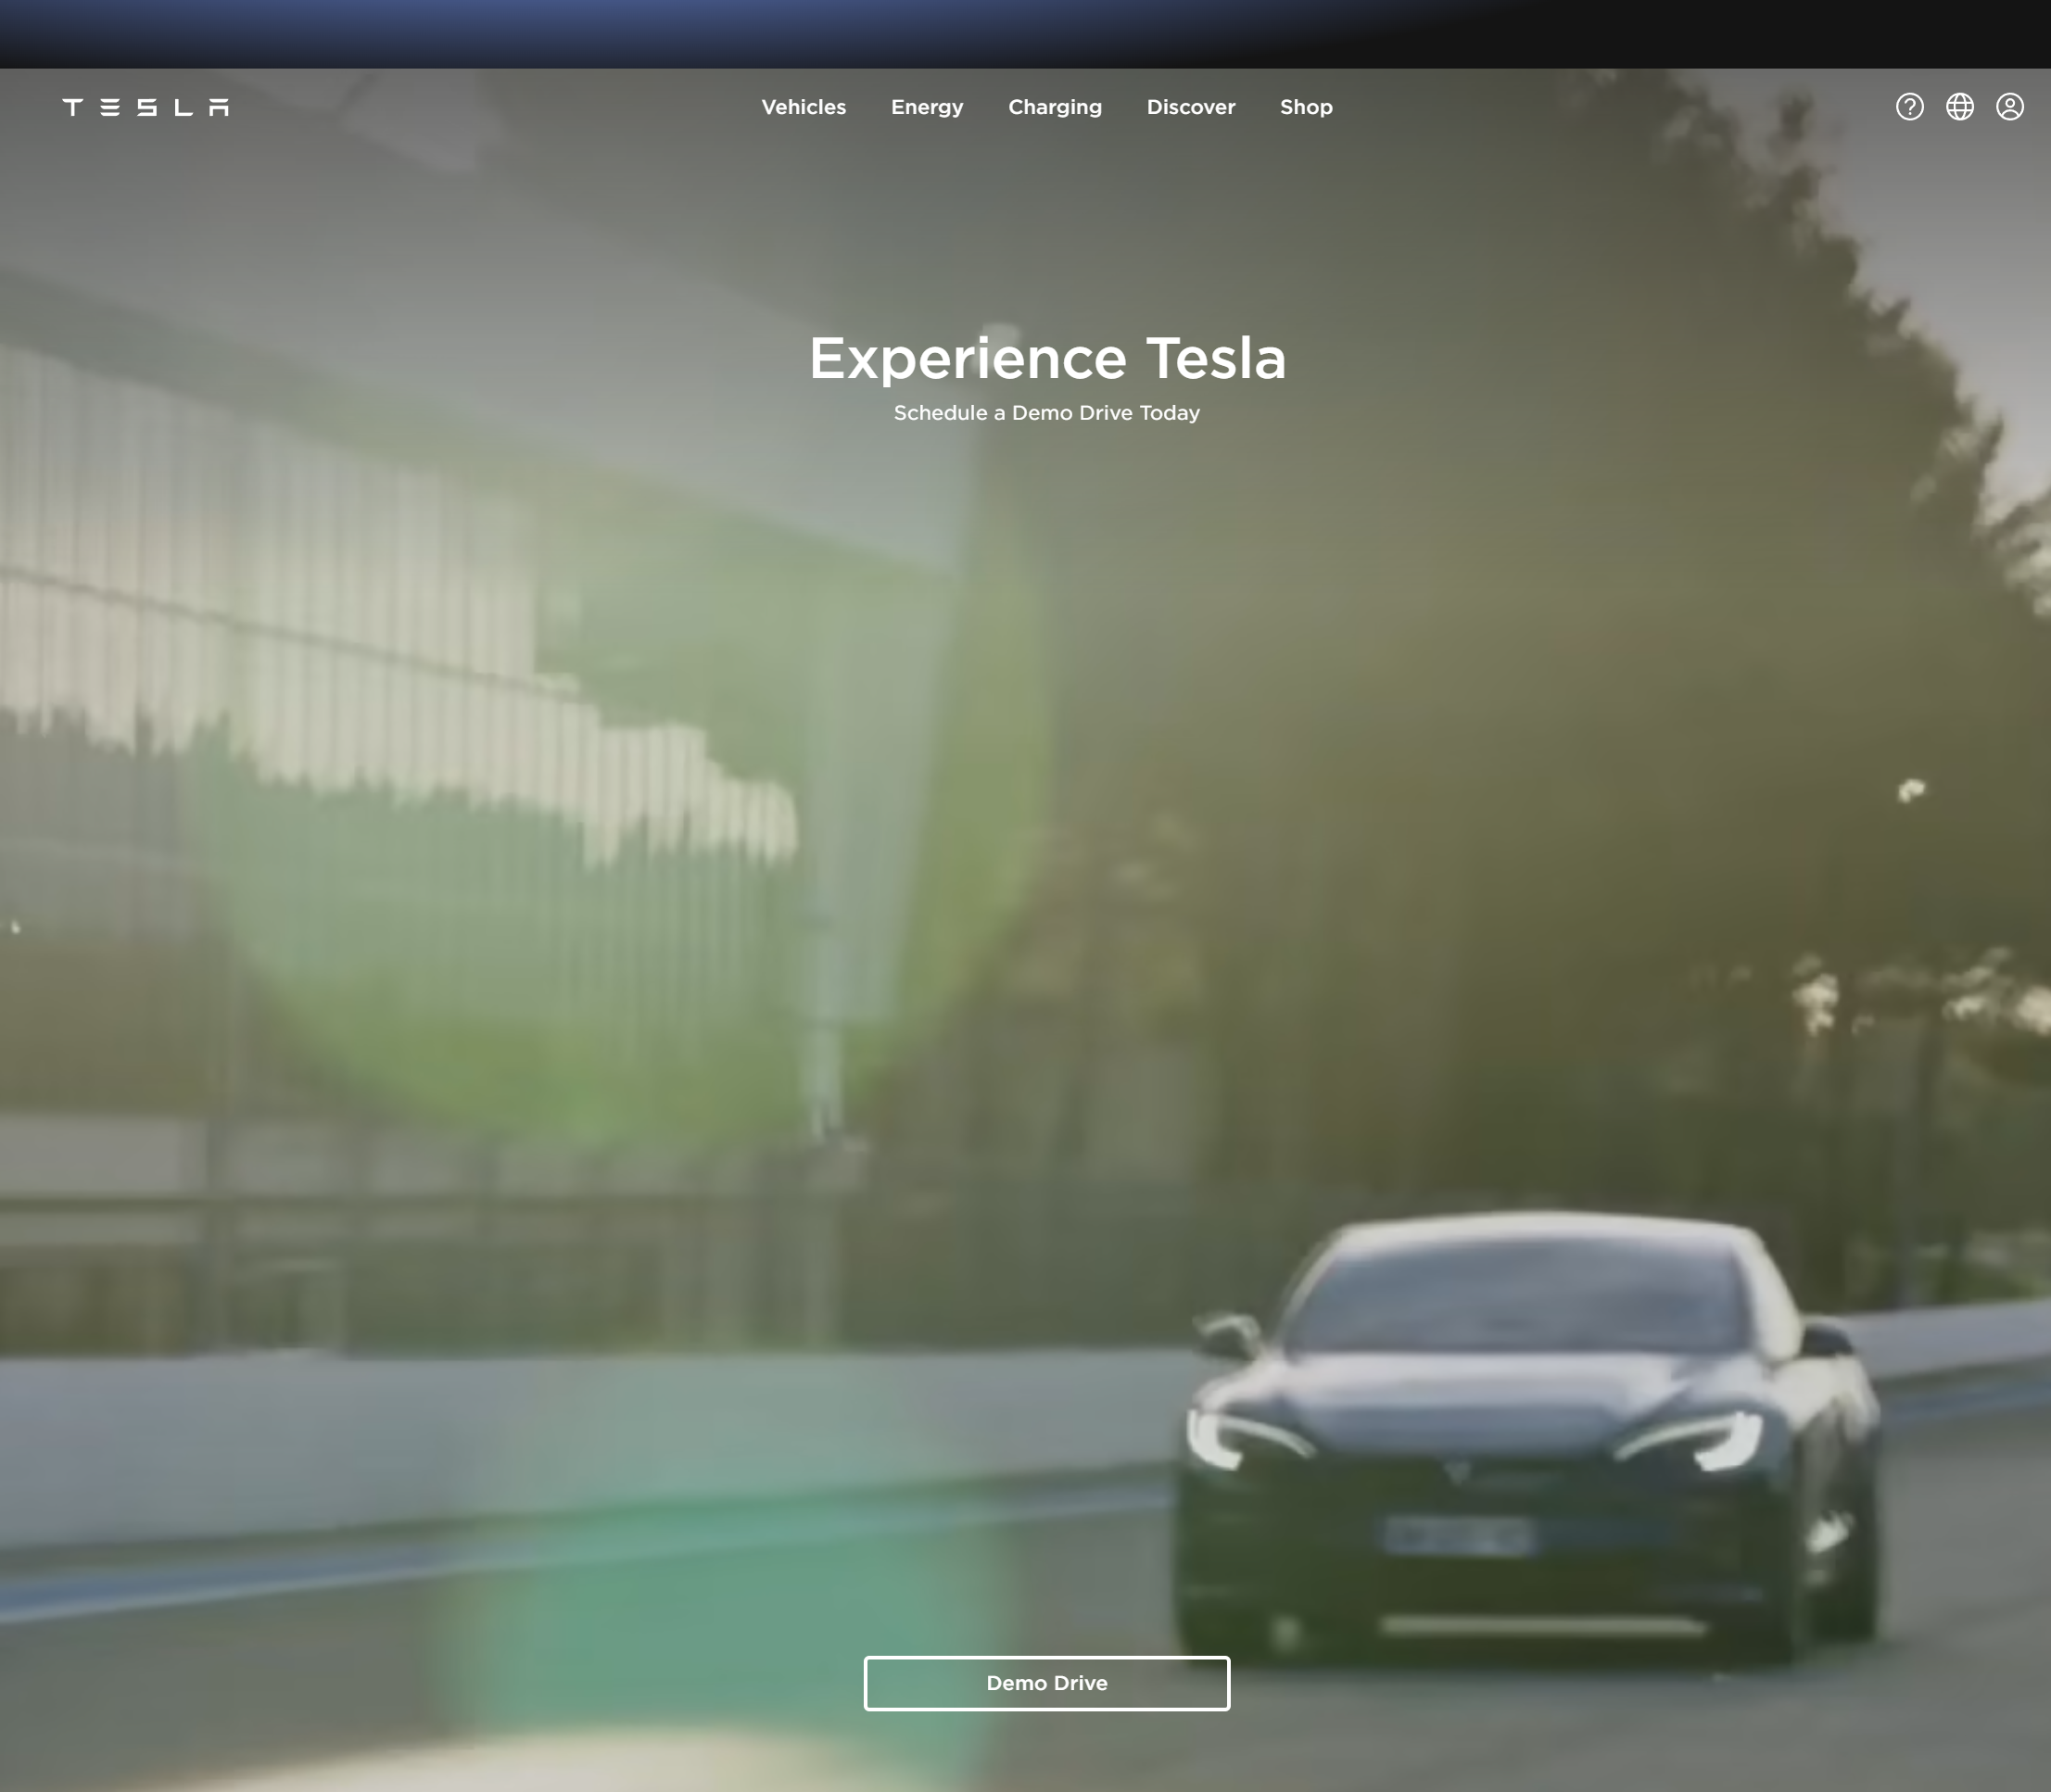 TESLA
Vehicles Energy Charging Discover Shop
Experience Tesla
Schedule a Demo Drive Today
Demo Drive